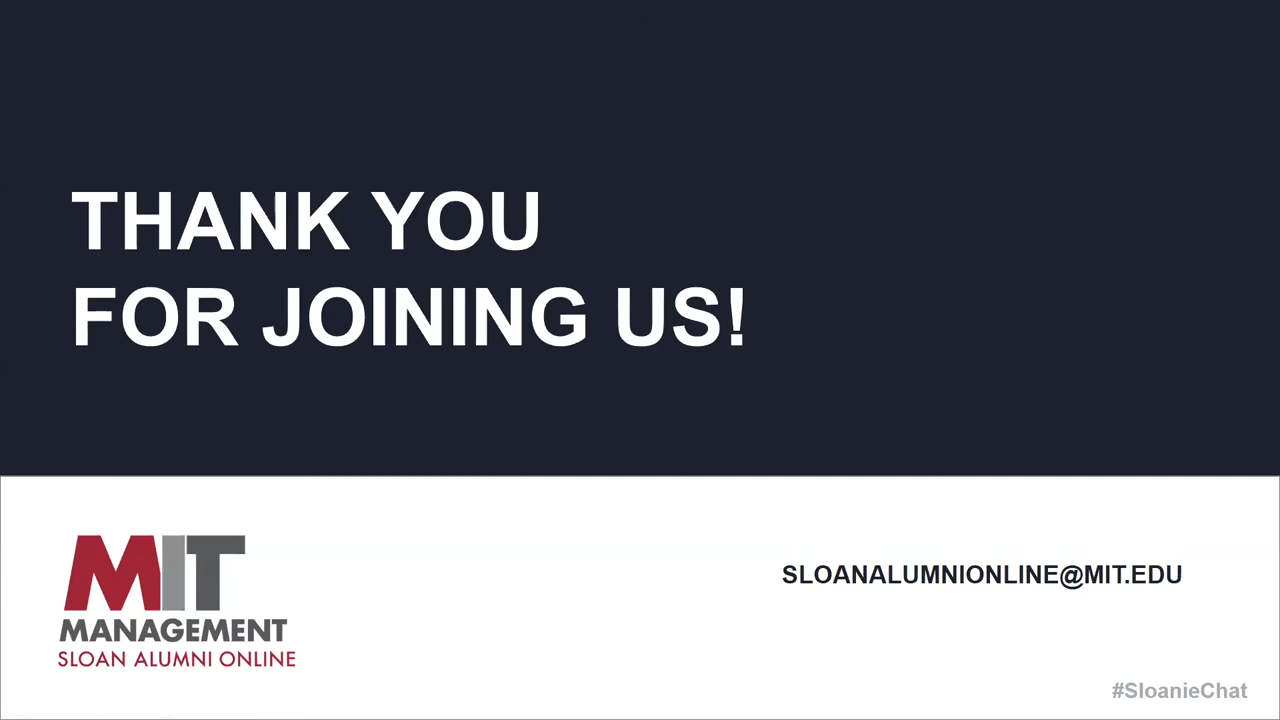 THANK YOU
FOR JOINING US!
MIT
MANAGEMENT
SLOAN ALUMNI ONLINE
SLOANALUMNIONLINE@MIT.EDU
#SloanieChat